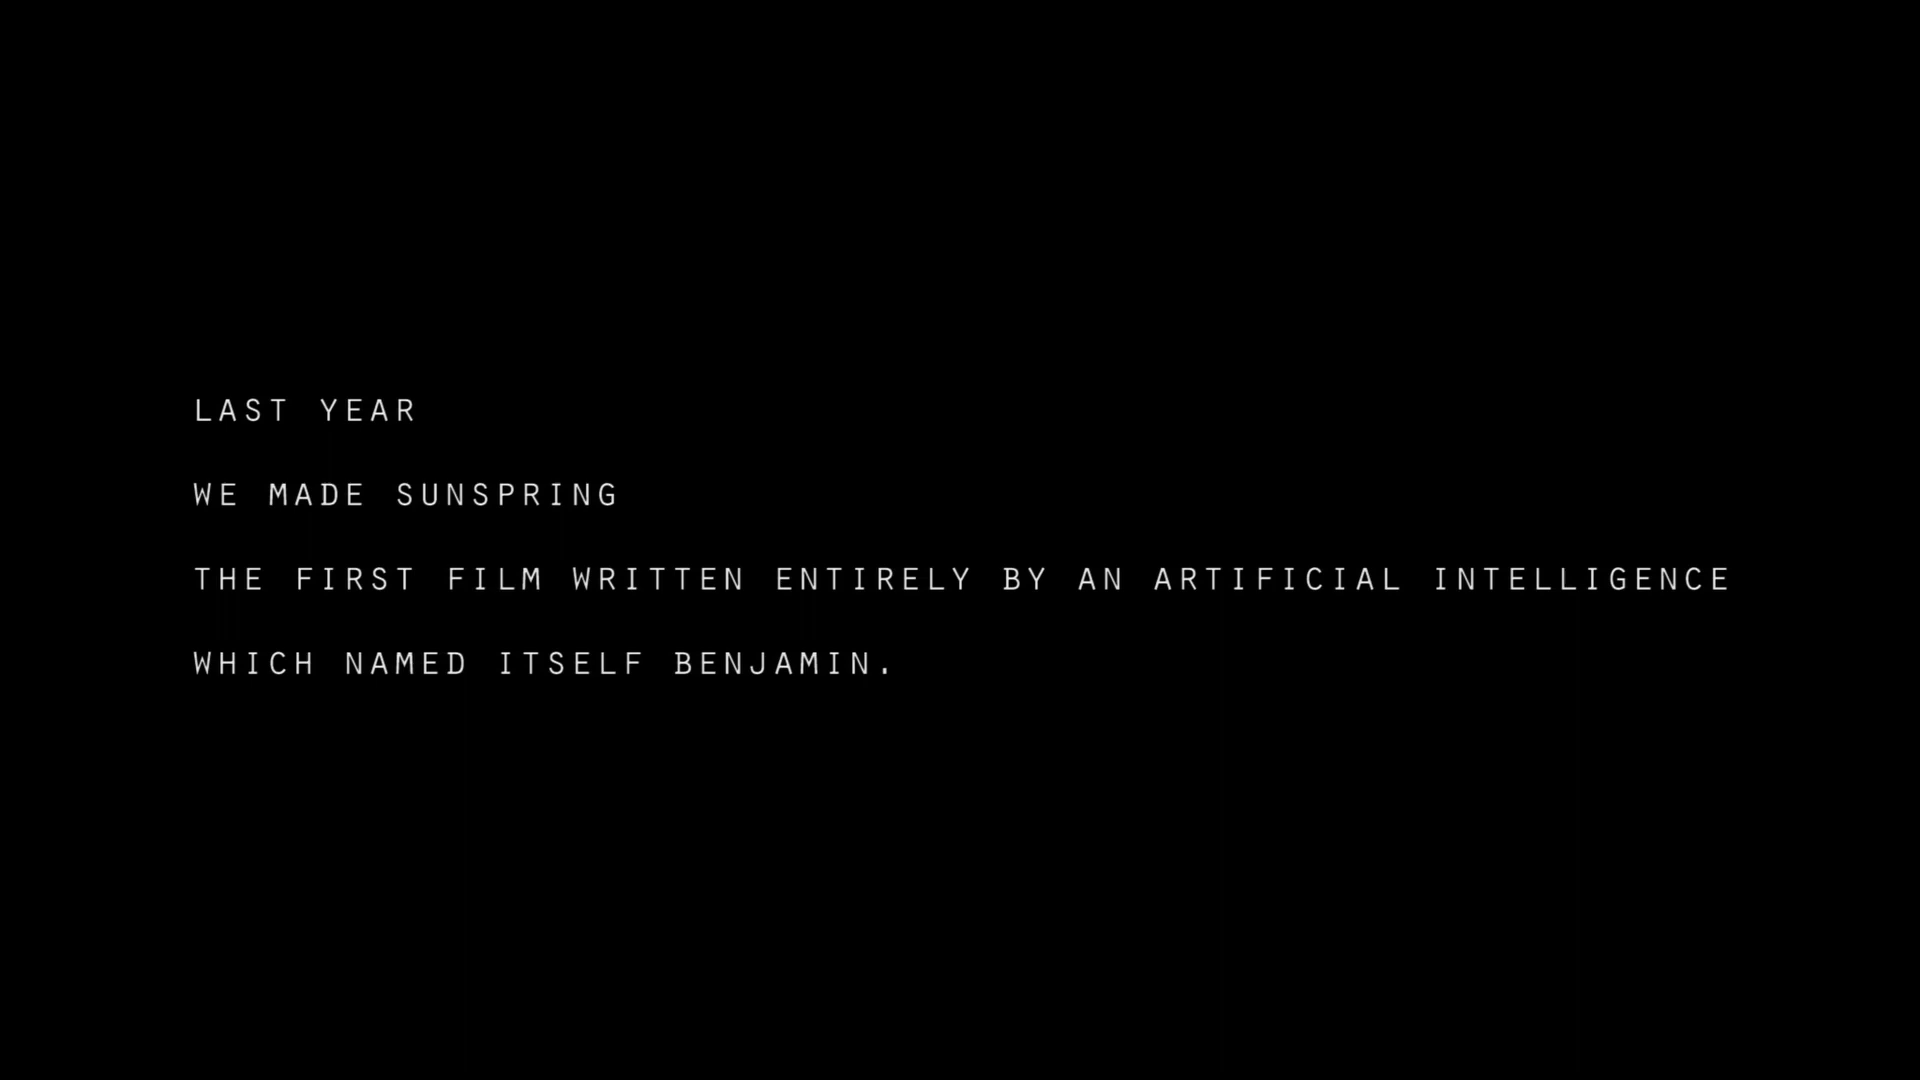 LAST YEAR
WE MADE SUNSPRING
THE FIRST FILM WRITTEN ENTIRELY BY AN ARTIFICIAL INTELLIGENCE
WHICH NAMED ITSELF BENJAMIN.